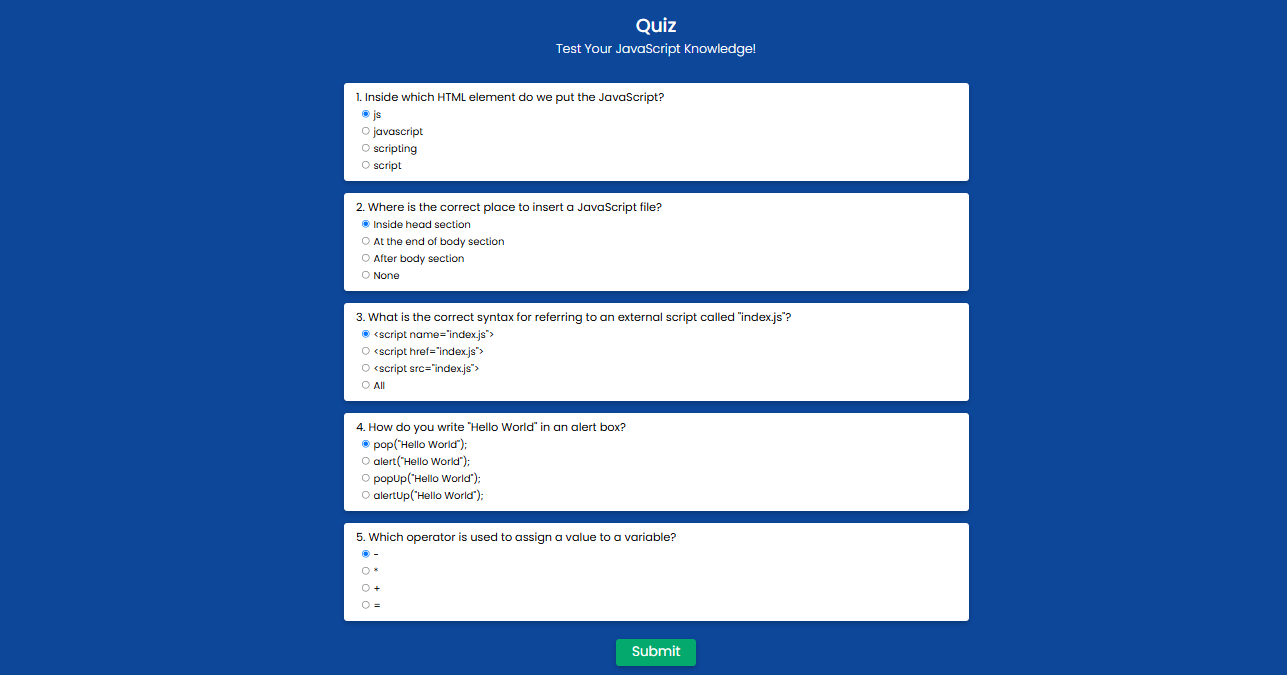 Quiz
Test Your JavaScript Knowledge!
1. Inside which HTML element do we put the JavaScript?
js
javascript
scripting
script
2. Where is the correct place to insert a JavaScript file?
Inside head section
At the end of body section
After body section
None
3. What is the correct syntax for referring to an external script called "index.js"?
<script name="index.js">
<script href="index.js">
<script src="index.js">
All
4. How do you write "Hello World" in an alert box?
pop("Hello World");
alert("Hello World");
popUp("Hello World");
alertUp("Hello World");
5. Which operator is used to assign a value to a variable?
-
*
+
=
Submit